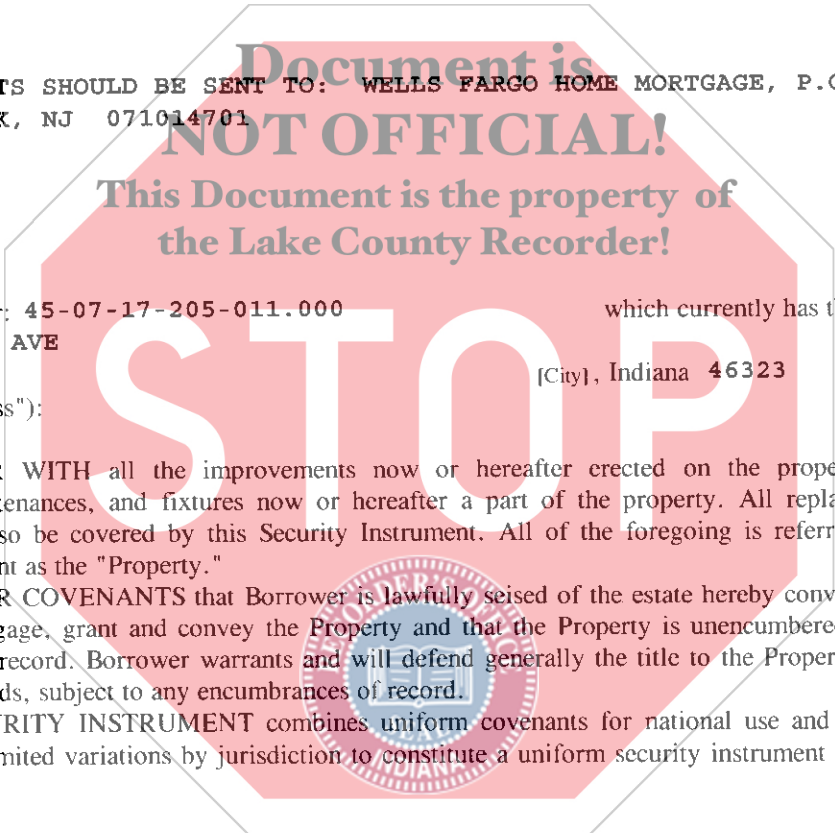 Document is
TS SHOULD BE SENT TO: WELLS FARGO HOME MORTGAGE, P.O
K, NJ 071014701
NOT OFFICIAL!
This Document is the property of
the Lake County Recorder!
: 45-07-17-205-011.000 which currently has t
AVE
[City], Indiana 46323
ss"):
STOP
WITH all the improvements now or hereafter erected on the prope
enances, and fixtures now or hereafter a part of the property. All repla
so be covered by this Security Instrument. All of the foregoing is referr
nt as the "Property."
R COVENANTS that Borrower is lawfully seised of the estate hereby conv
gage, grant and convey the Property and that the Property is unencumbere
record. Borrower warrants and will defend generally the title to the Proper
ds, subject to any encumbrances of record.
RITY INSTRUMENT combines uniform covenants for national use and
mited variations by jurisdiction to constitute a uniform security instrument
RECORDER'S OFFICE
SEAL
INDIANA